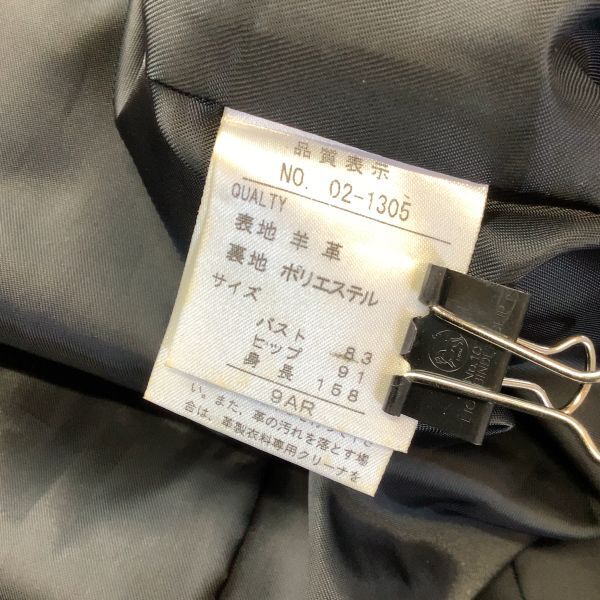 品質表示
NO. 02-1305
QUALTY
表地 羊 革
裏地 ポリエステル
サイズ
バスト 83
ヒップ 91
身 長 158
9AR
い。また、革の汚れを落とす場
合は、革製衣料専用クリーナを
NO.10